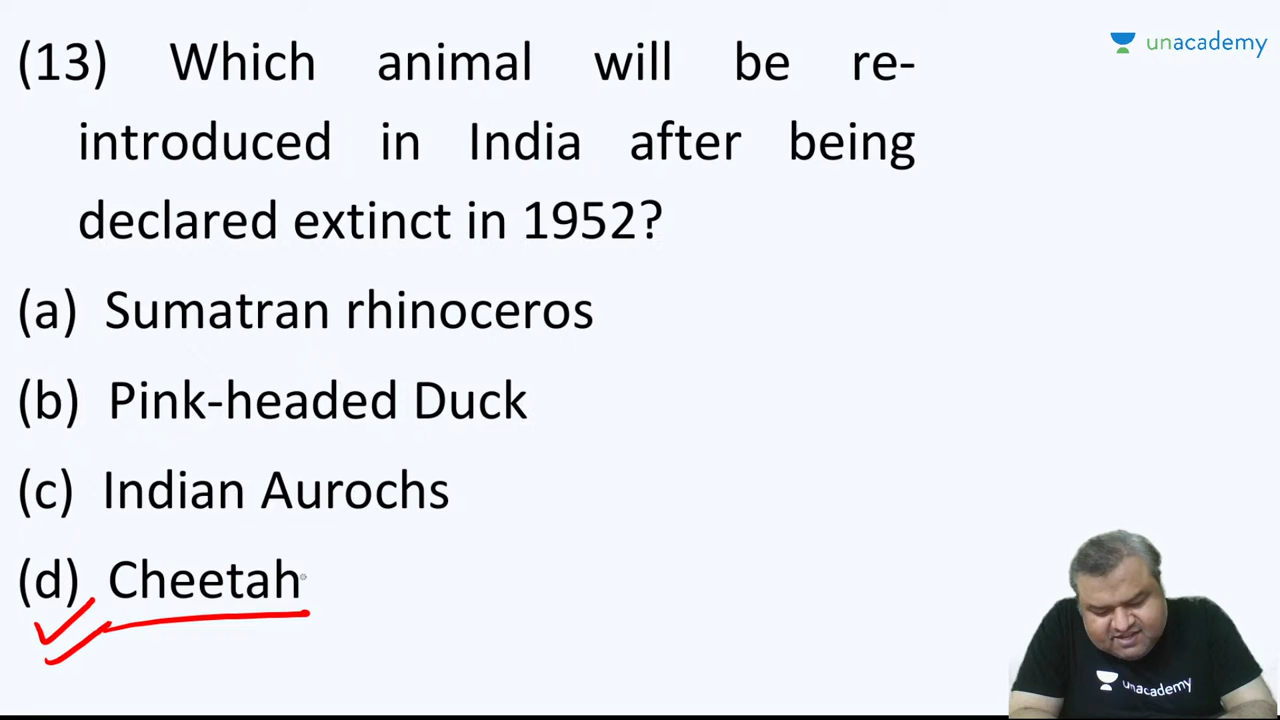 unacademy
(13) Which animal will be re-
introduced in India after being
declared extinct in 1952?
(a) Sumatran rhinoceros
(b) Pink-headed Duck
(c) Indian Aurochs
(d) Cheetah
unacademy